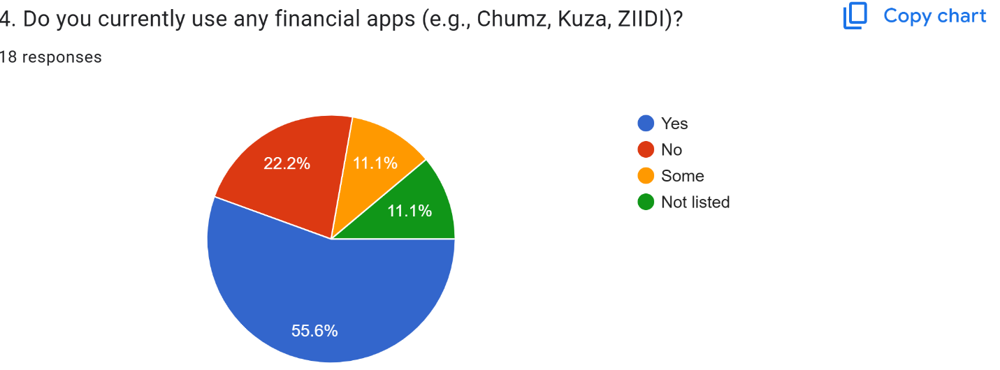 4. Do you currently use any financial apps (e.g., Chumz, Kuza, ZIIDI)?
Copy chart
18 responses
Yes
No
Some
Not listed
22.2%
11.1%
11.1%
55.6%